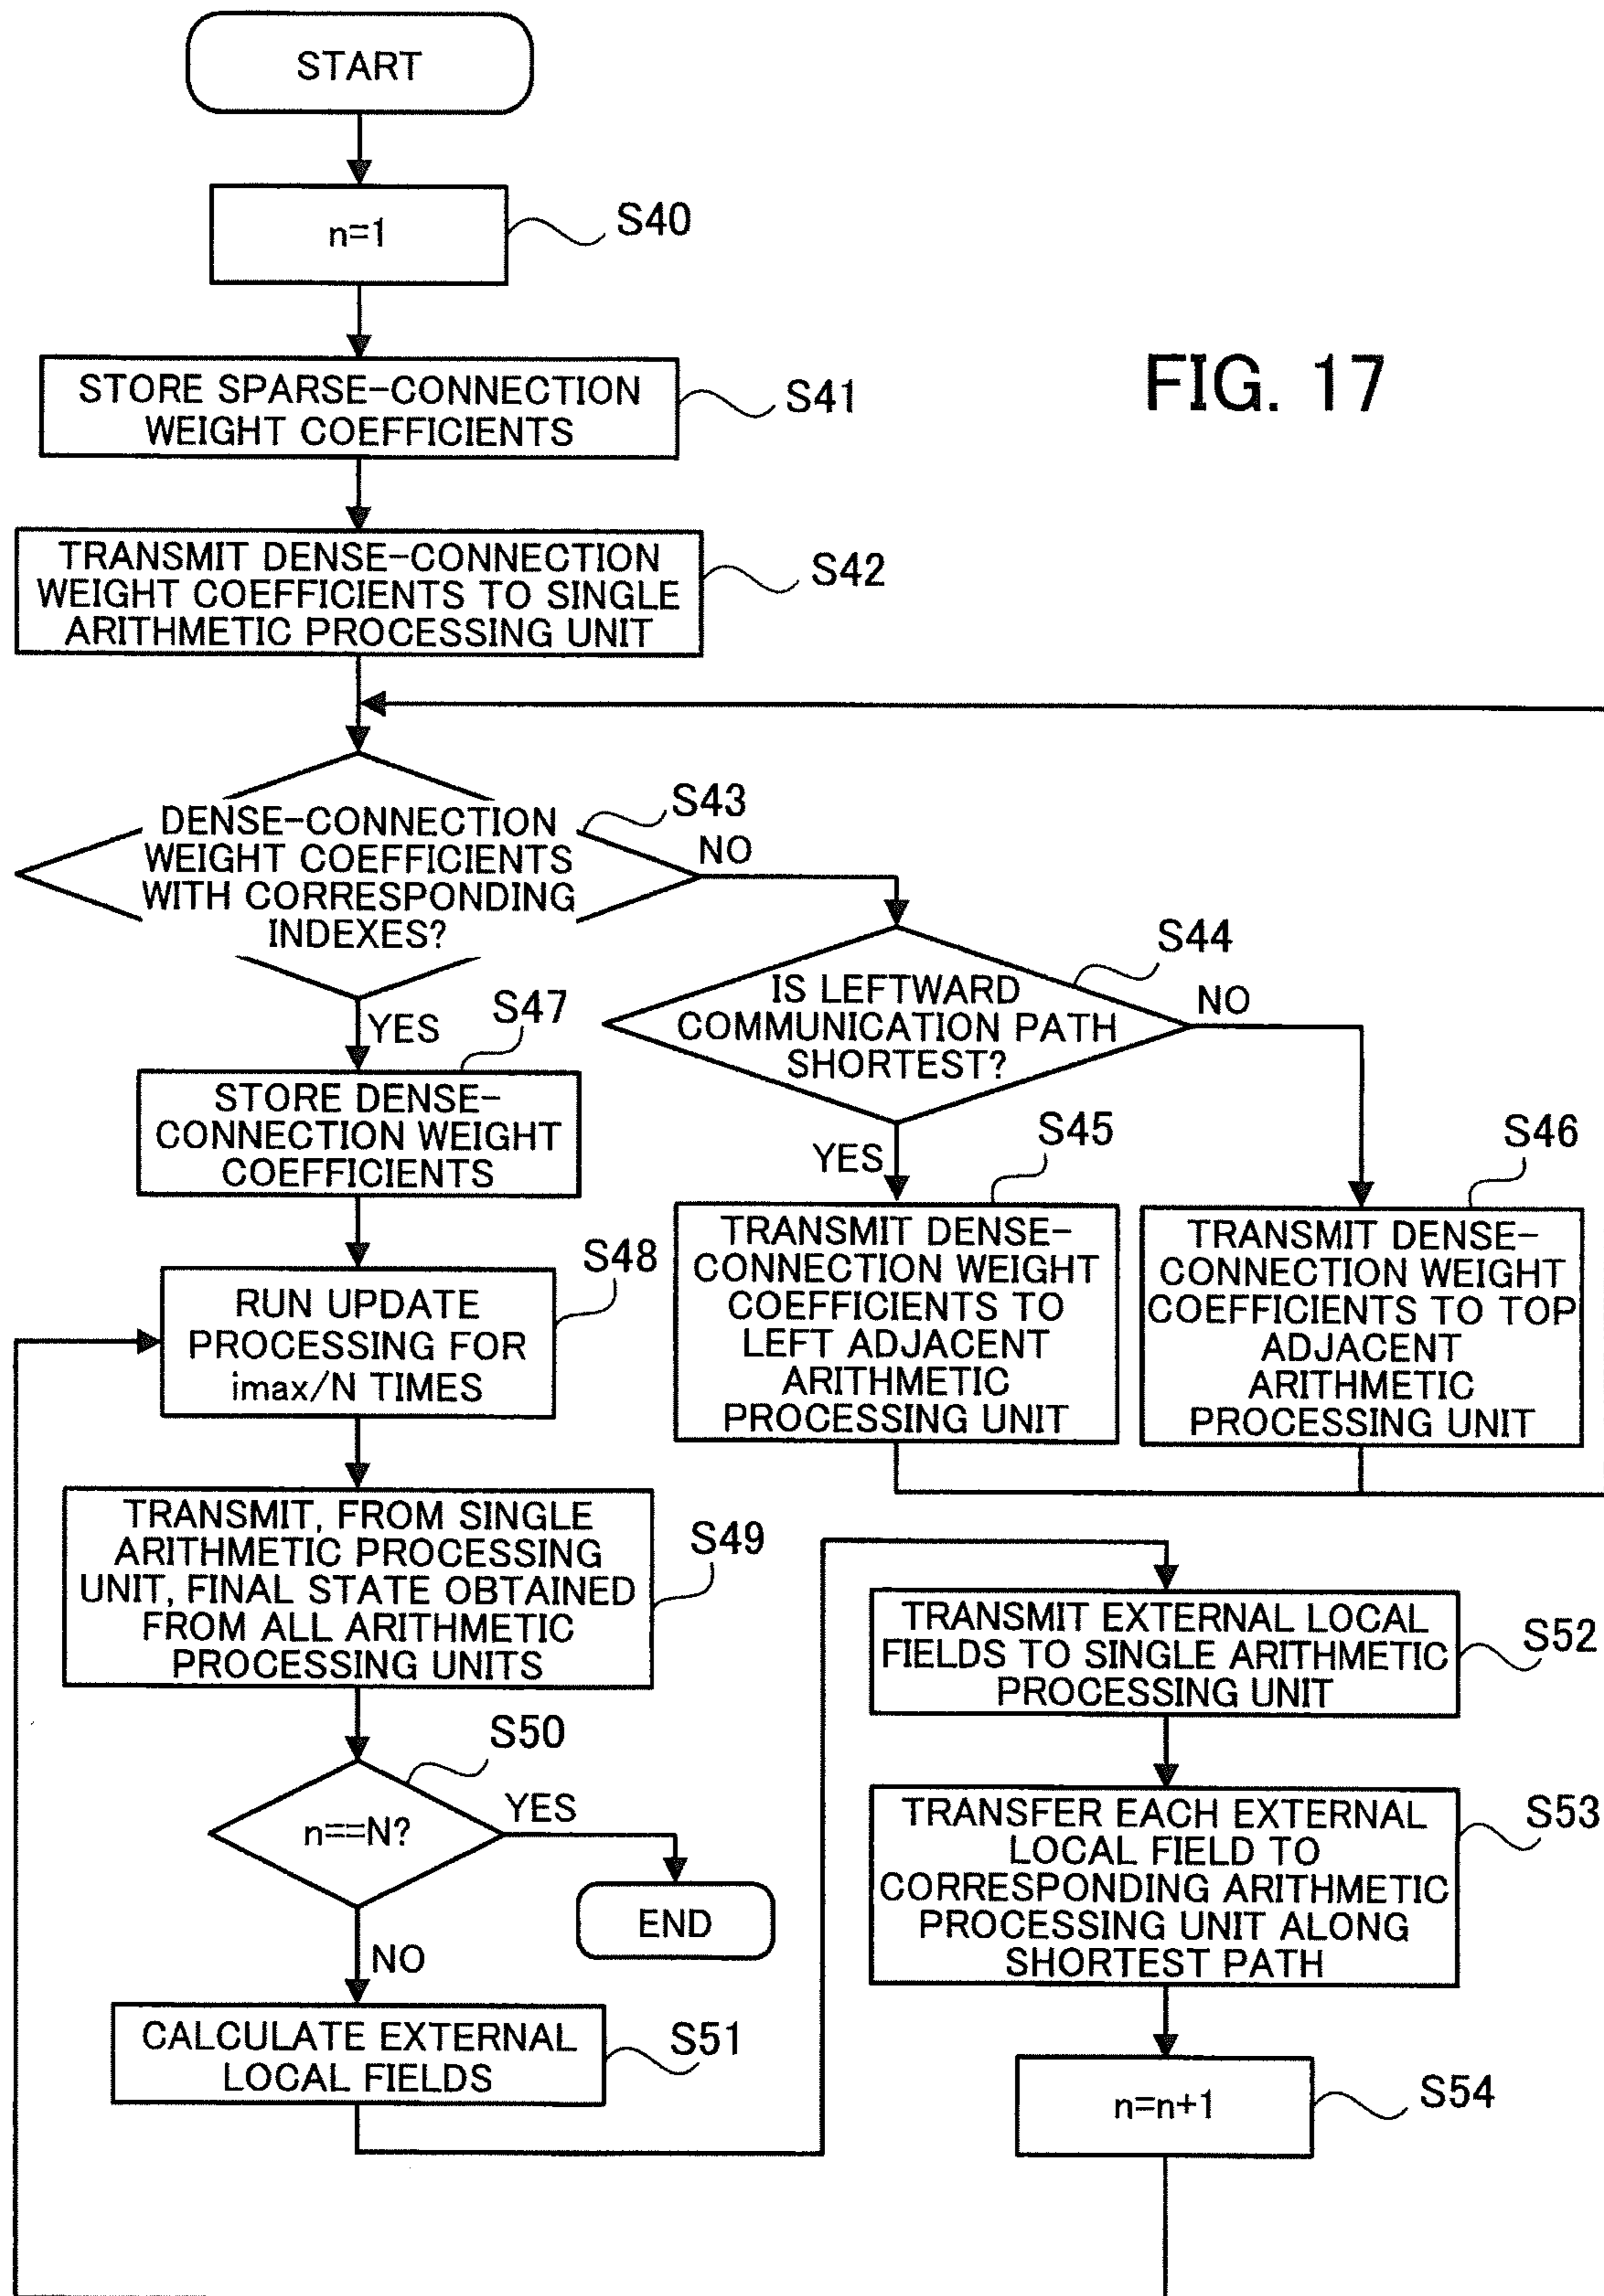 START
n=1
S40
FIG. 17
STORE SPARSE-CONNECTION
WEIGHT COEFFICIENTS
S41
TRANSMIT DENSE-CONNECTION
WEIGHT COEFFICIENTS TO SINGLE
ARITHMETIC PROCESSING UNIT
S42
DENSE-CONNECTION
WEIGHT COEFFICIENTS
WITH CORRESPONDING
INDEXES?
S43
NO
YES
IS LEFTWARD
COMMUNICATION PATH
SHORTEST?
S44
NO
YES
TRANSMIT DENSE-
CONNECTION WEIGHT
COEFFICIENTS TO
LEFT ADJACENT
ARITHMETIC
PROCESSING UNIT
S45
TRANSMIT DENSE-
CONNECTION WEIGHT
COEFFICIENTS TO TOP
ADJACENT
ARITHMETIC
PROCESSING UNIT
S46
STORE DENSE-
CONNECTION WEIGHT
COEFFICIENTS
S47
RUN UPDATE
PROCESSING FOR
imax/N TIMES
S48
TRANSMIT, FROM SINGLE
ARITHMETIC PROCESSING
UNIT, FINAL STATE OBTAINED
FROM ALL ARITHMETIC
PROCESSING UNITS
S49
n==N?
S50
YES
END
NO
CALCULATE EXTERNAL
LOCAL FIELDS
S51
TRANSMIT EXTERNAL LOCAL
FIELDS TO SINGLE ARITHMETIC
PROCESSING UNIT
S52
TRANSFER EACH EXTERNAL
LOCAL FIELD TO
CORRESPONDING ARITHMETIC
PROCESSING UNIT ALONG
SHORTEST PATH
S53
n=n+1
S54